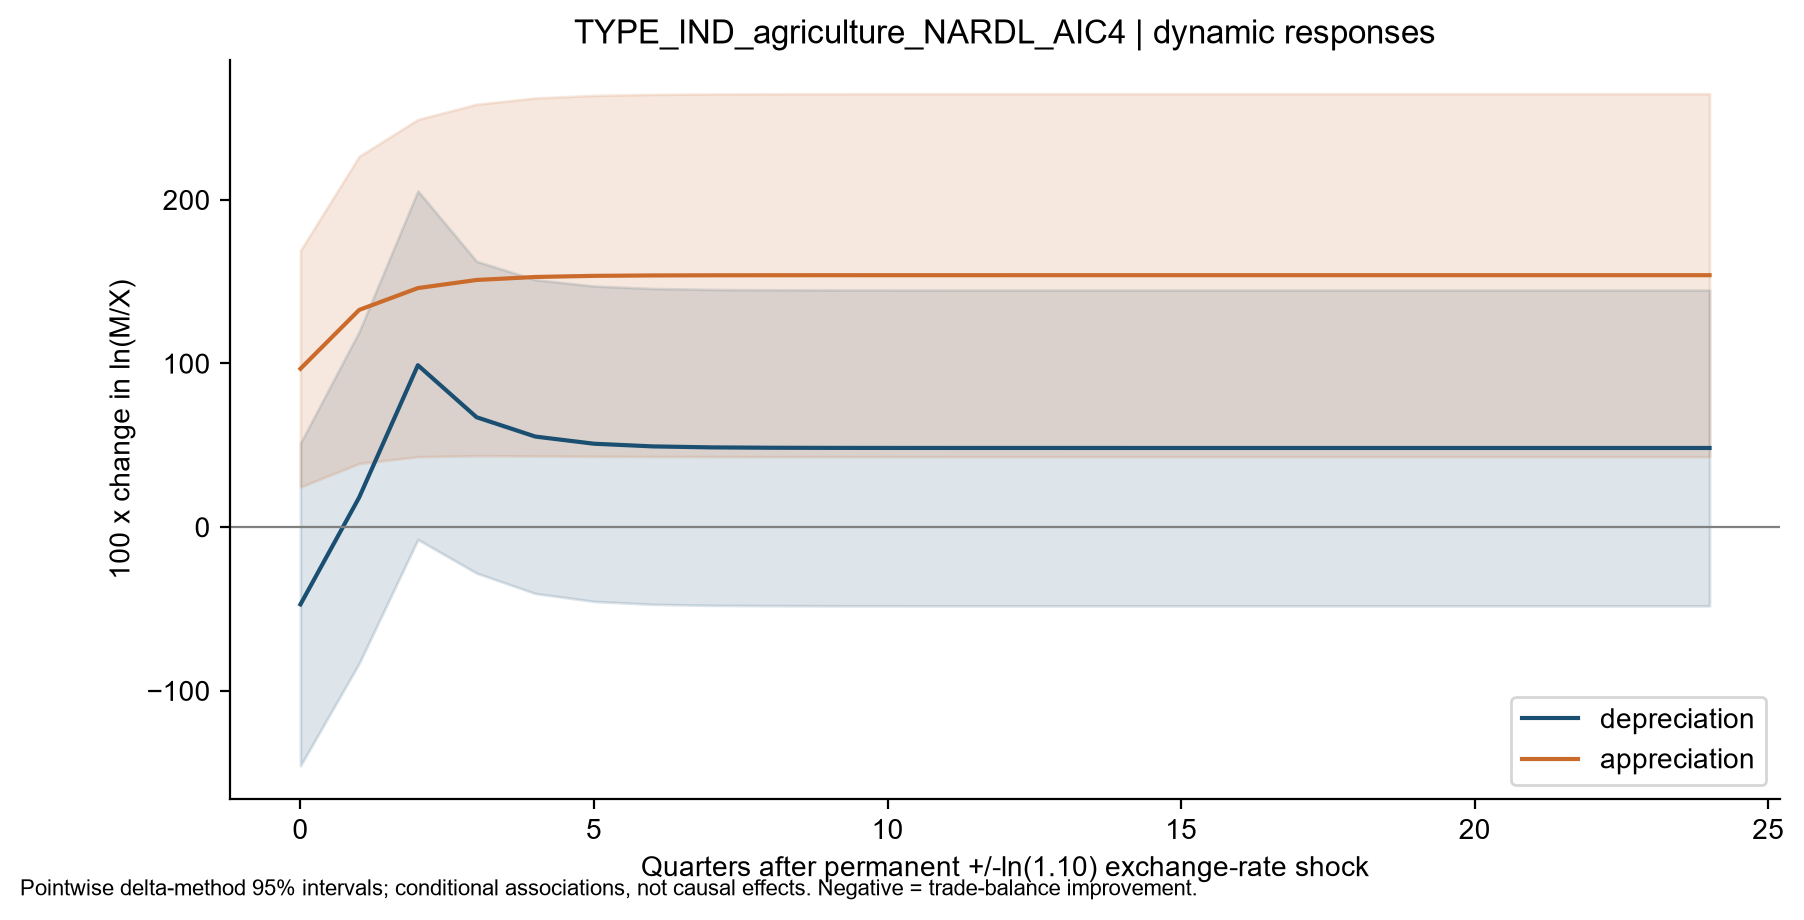 TYPE_IND_agriculture_NARDL_AIC4 | dynamic responses
100 x change in ln(M/X)
200
100
0
−100
depreciation
appreciation
0 5 10 15 20 25
Quarters after permanent +/-ln(1.10) exchange-rate shock
Pointwise delta-method 95% intervals; conditional associations, not causal effects. Negative = trade-balance improvement.